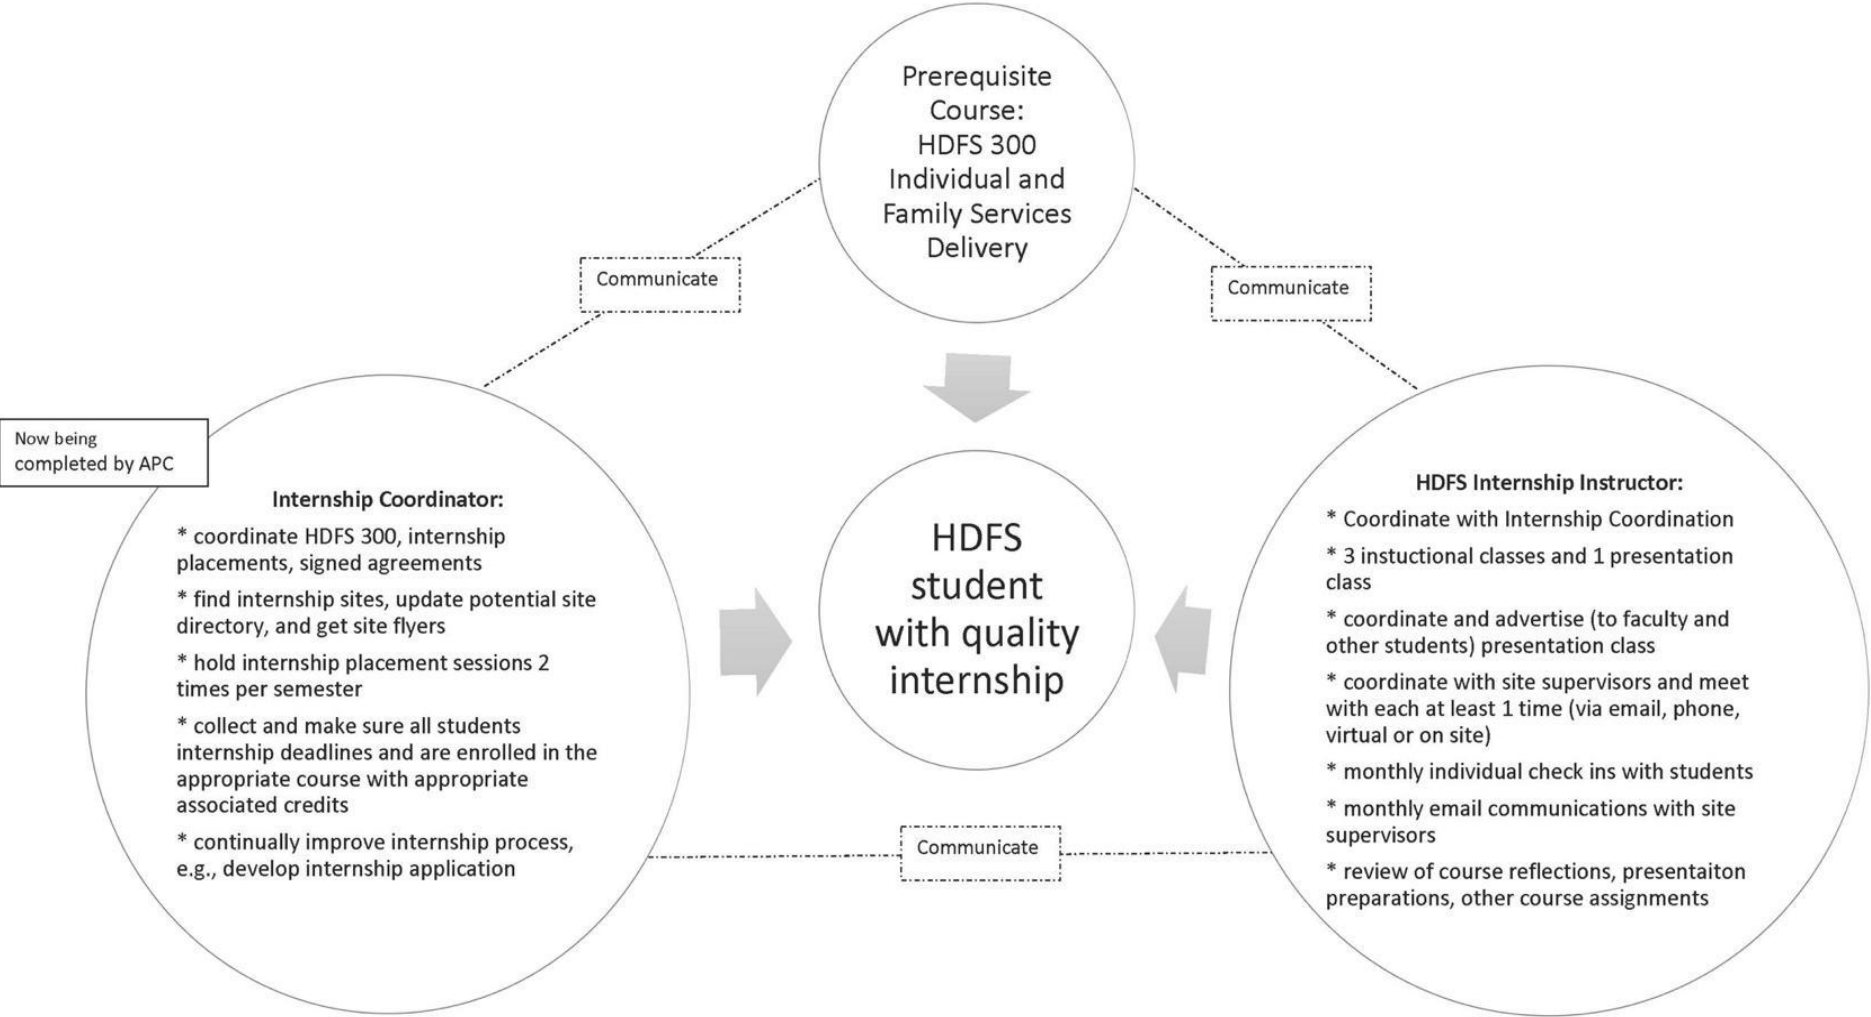 Prerequisite
Course:
HDFS 300
Individual and
Family Services
Delivery
Communicate
Communicate
Now being
completed by APC
Internship Coordinator:
* coordinate HDFS 300, internship
placements, signed agreements
* find internship sites, update potential site
directory, and get site flyers
* hold internship placement sessions 2
times per semester
* collect and make sure all students
internship deadlines and are enrolled in the
appropriate course with appropriate
associated credits
* continually improve internship process,
e.g., develop internship application
HDFS
student
with quality
internship
HDFS Internship Instructor:
* Coordinate with Internship Coordination
* 3 instuctional classes and 1 presentation
class
* coordinate and advertise (to faculty and
other students) presentation class
* coordinate with site supervisors and meet
with each at least 1 time (via email, phone,
virtual or on site)
* monthly individual check ins with students
* monthly email communications with site
supervisors
* review of course reflections, presentaiton
preparations, other course assignments
Communicate